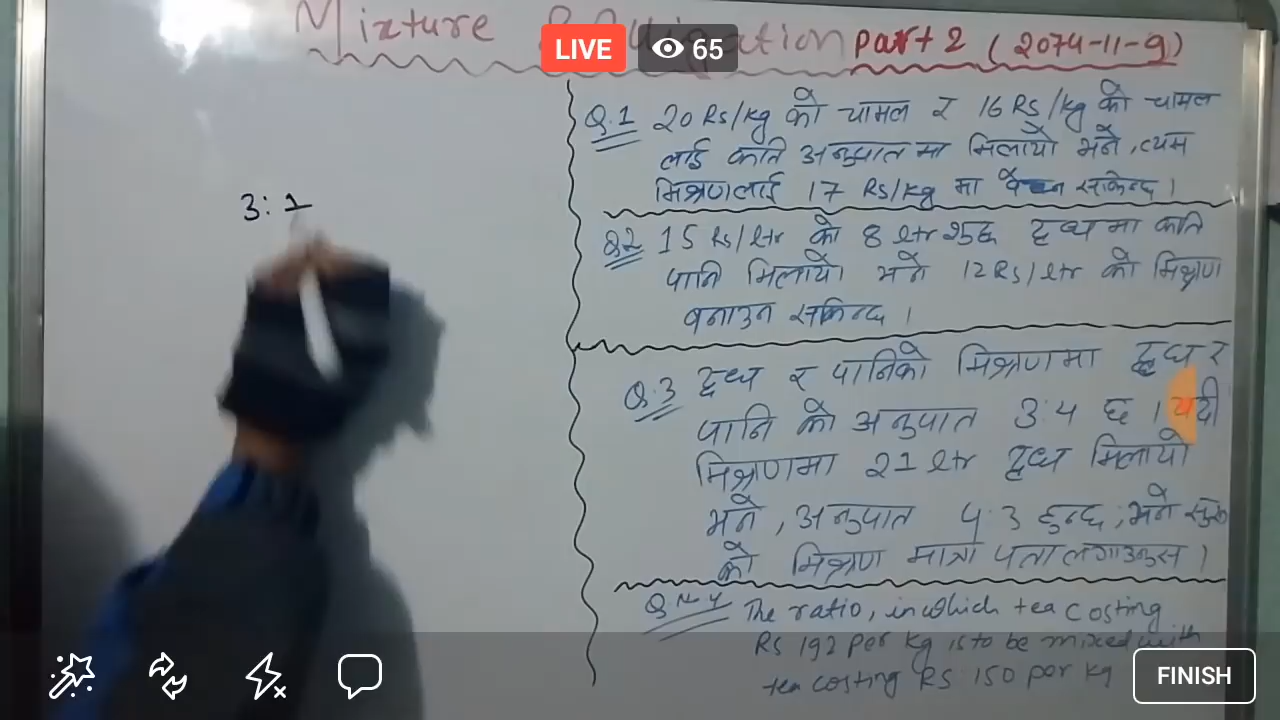 Mixture & Alligation Part 2 (2074-11-9)
LIVE 65
3:1
Q.1 20 Rs/kg को चामल र 16 Rs/kg को चामल
लाई कति अनुपात मा मिलायो भने, त्यस
मिश्रणलाई 17 Rs/kg मा सकिन्छ ।
Q.2 15 Rs/ltr को 8 ltr शुद्ध दुध मा कति
पानि मिलायो भने 12 Rs/ltr को मिश्रण
बनाउन सकिन्छ ।
Q.3 दुध र पानिको मिश्रणमा दुध र
पानि को अनुपात 3:4 छ । यदी
मिश्रणमा 21 ltr दुध मिलायो
भने, अनुपात 4:3 हुन्छ, भने सुरु
को मिश्रण मात्रा पता लगाउनुस ।
Q.N.4 The ratio, in which tea costing
Rs 192 per kg is to be mixed with
tea costing Rs 150 per kg
FINISH